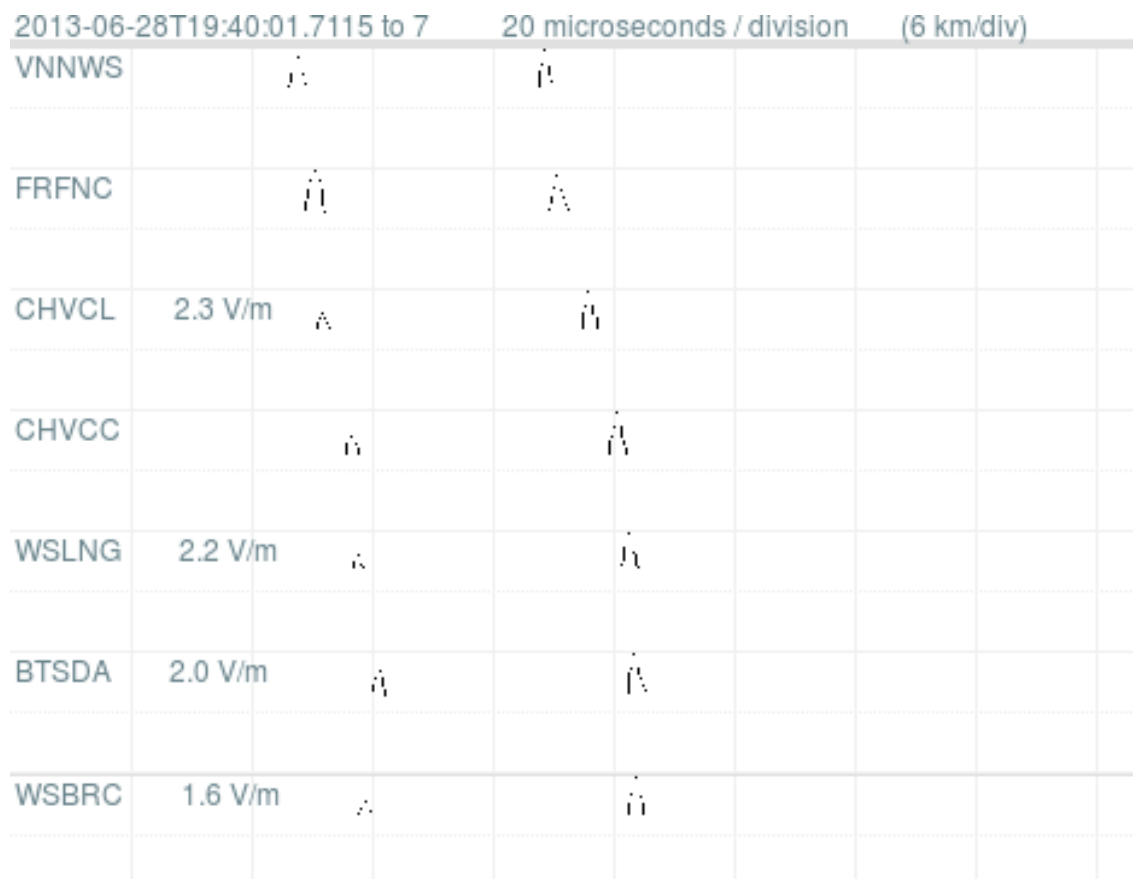 2013-06-28T19:40:01.7115 to 7 20 microseconds / division (6 km/div)
VNNWS
FRFNC
CHVCL 2.3 V/m
CHVCC
WSLNG 2.2 V/m
BTSDA 2.0 V/m
WSBRC 1.6 V/m